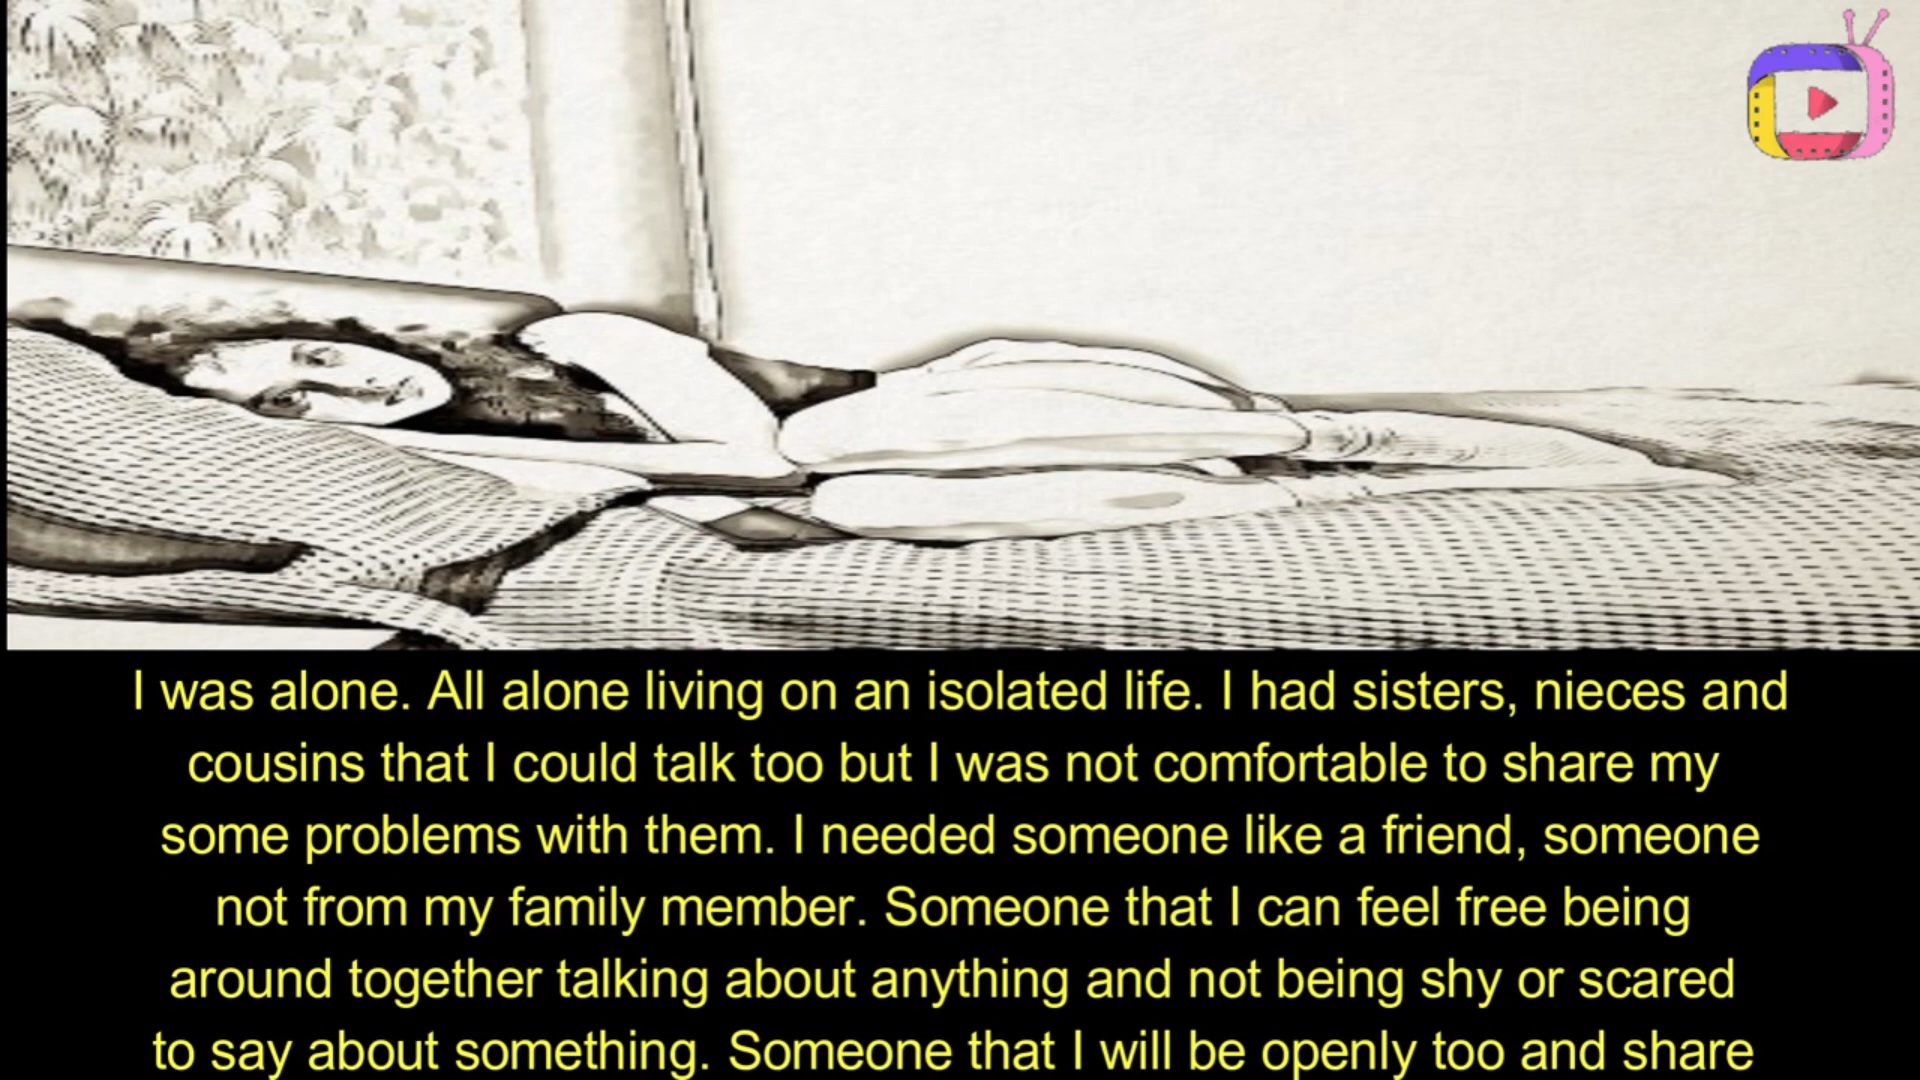 I was alone. All alone living on an isolated life. I had sisters, nieces and
cousins that I could talk too but I was not comfortable to share my
some problems with them. I needed someone like a friend, someone
not from my family member. Someone that I can feel free being
around together talking about anything and not being shy or scared
to say about something. Someone that I will be openly too and share